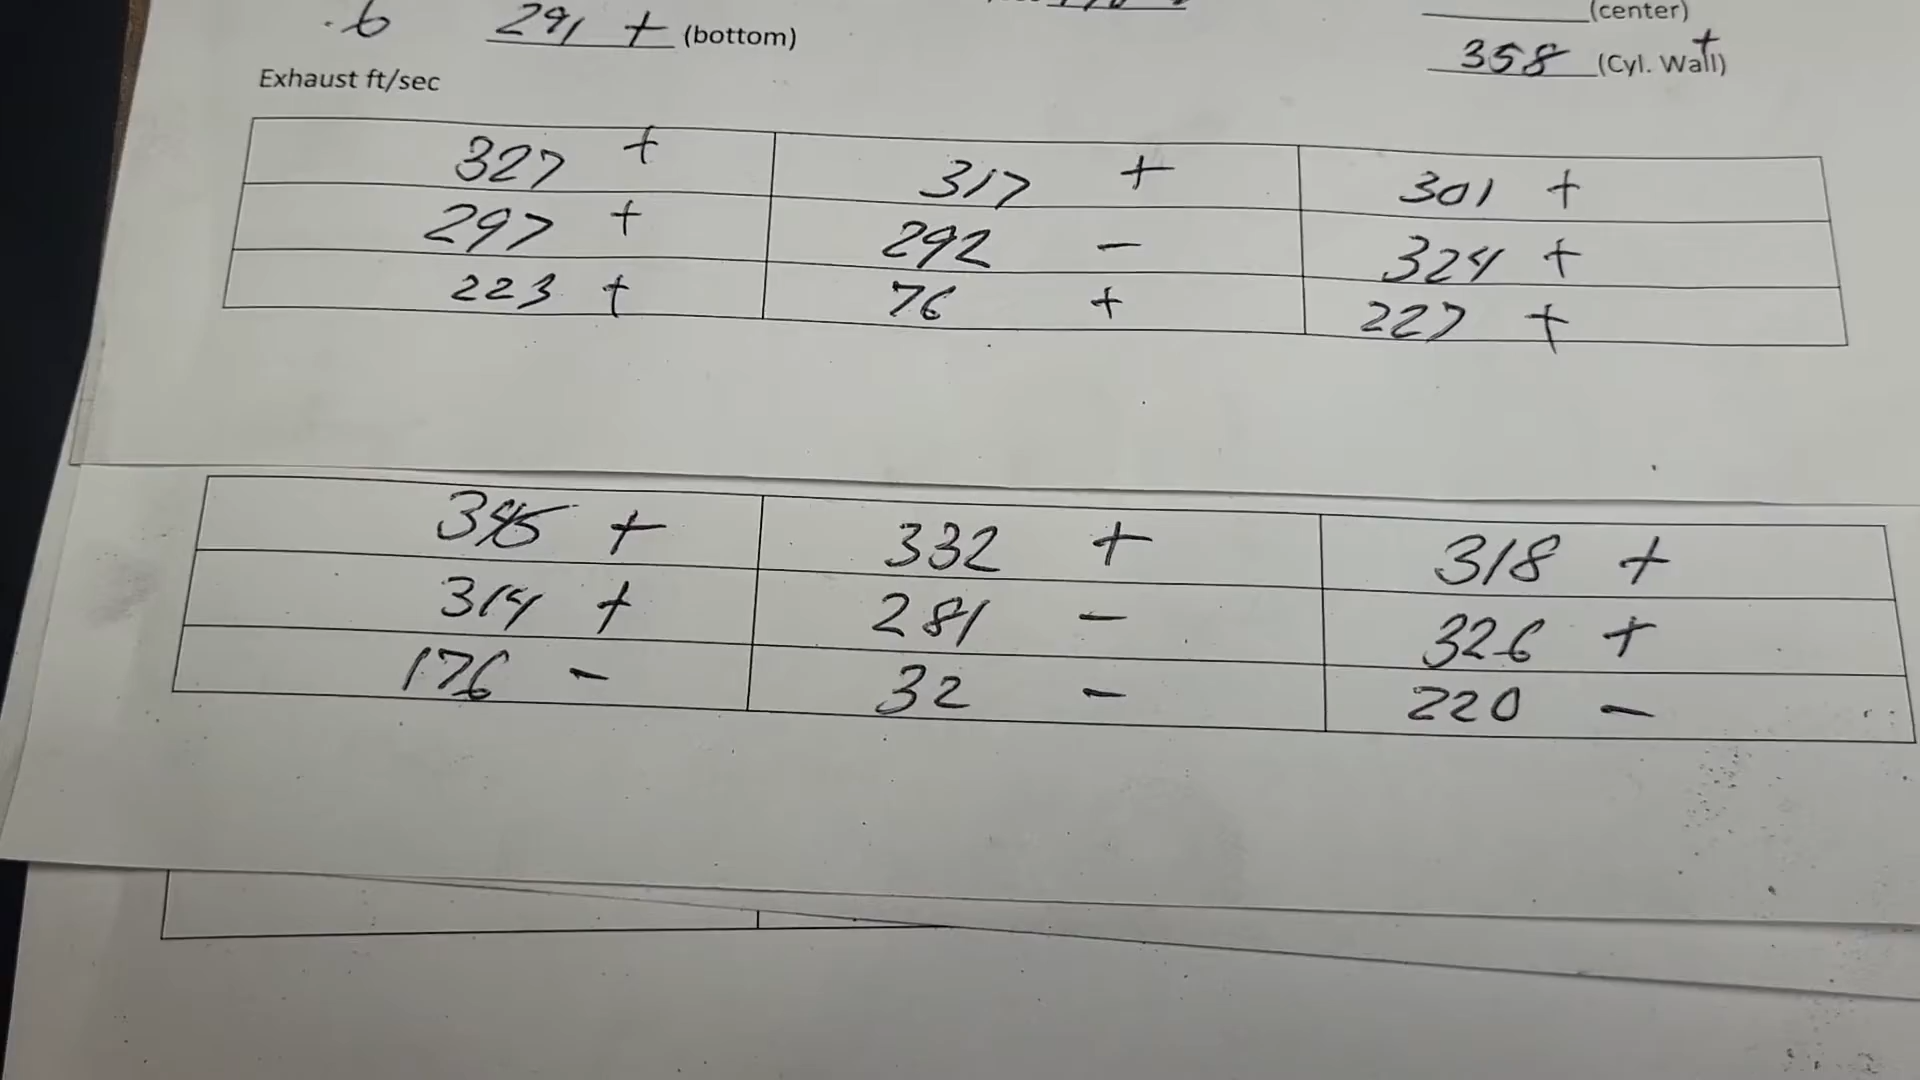 .6 291 + (bottom) (center)
358 + (Cyl. Wall)
Exhaust ft/sec
327 + 317 + 301 +
297 + 292 - 324 +
223 + 76 + 227 +
345 + 332 + 318 +
314 + 281 - 326 +
176 - 32 - 220 -